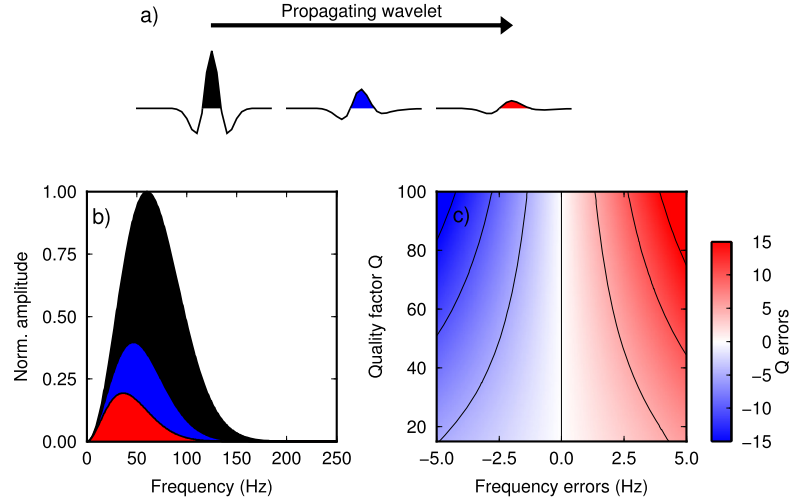 a)
Propagating wavelet
b)
1.00
0.75
0.50
0.25
0.00
Norm. amplitude
0 50 100 150 200 250
Frequency (Hz)
c)
100
80
60
40
20
Quality factor Q
−5.0 −2.5 0.0 2.5 5.0
Frequency errors (Hz)
15
10
5
0
−5
−10
−15
Q errors